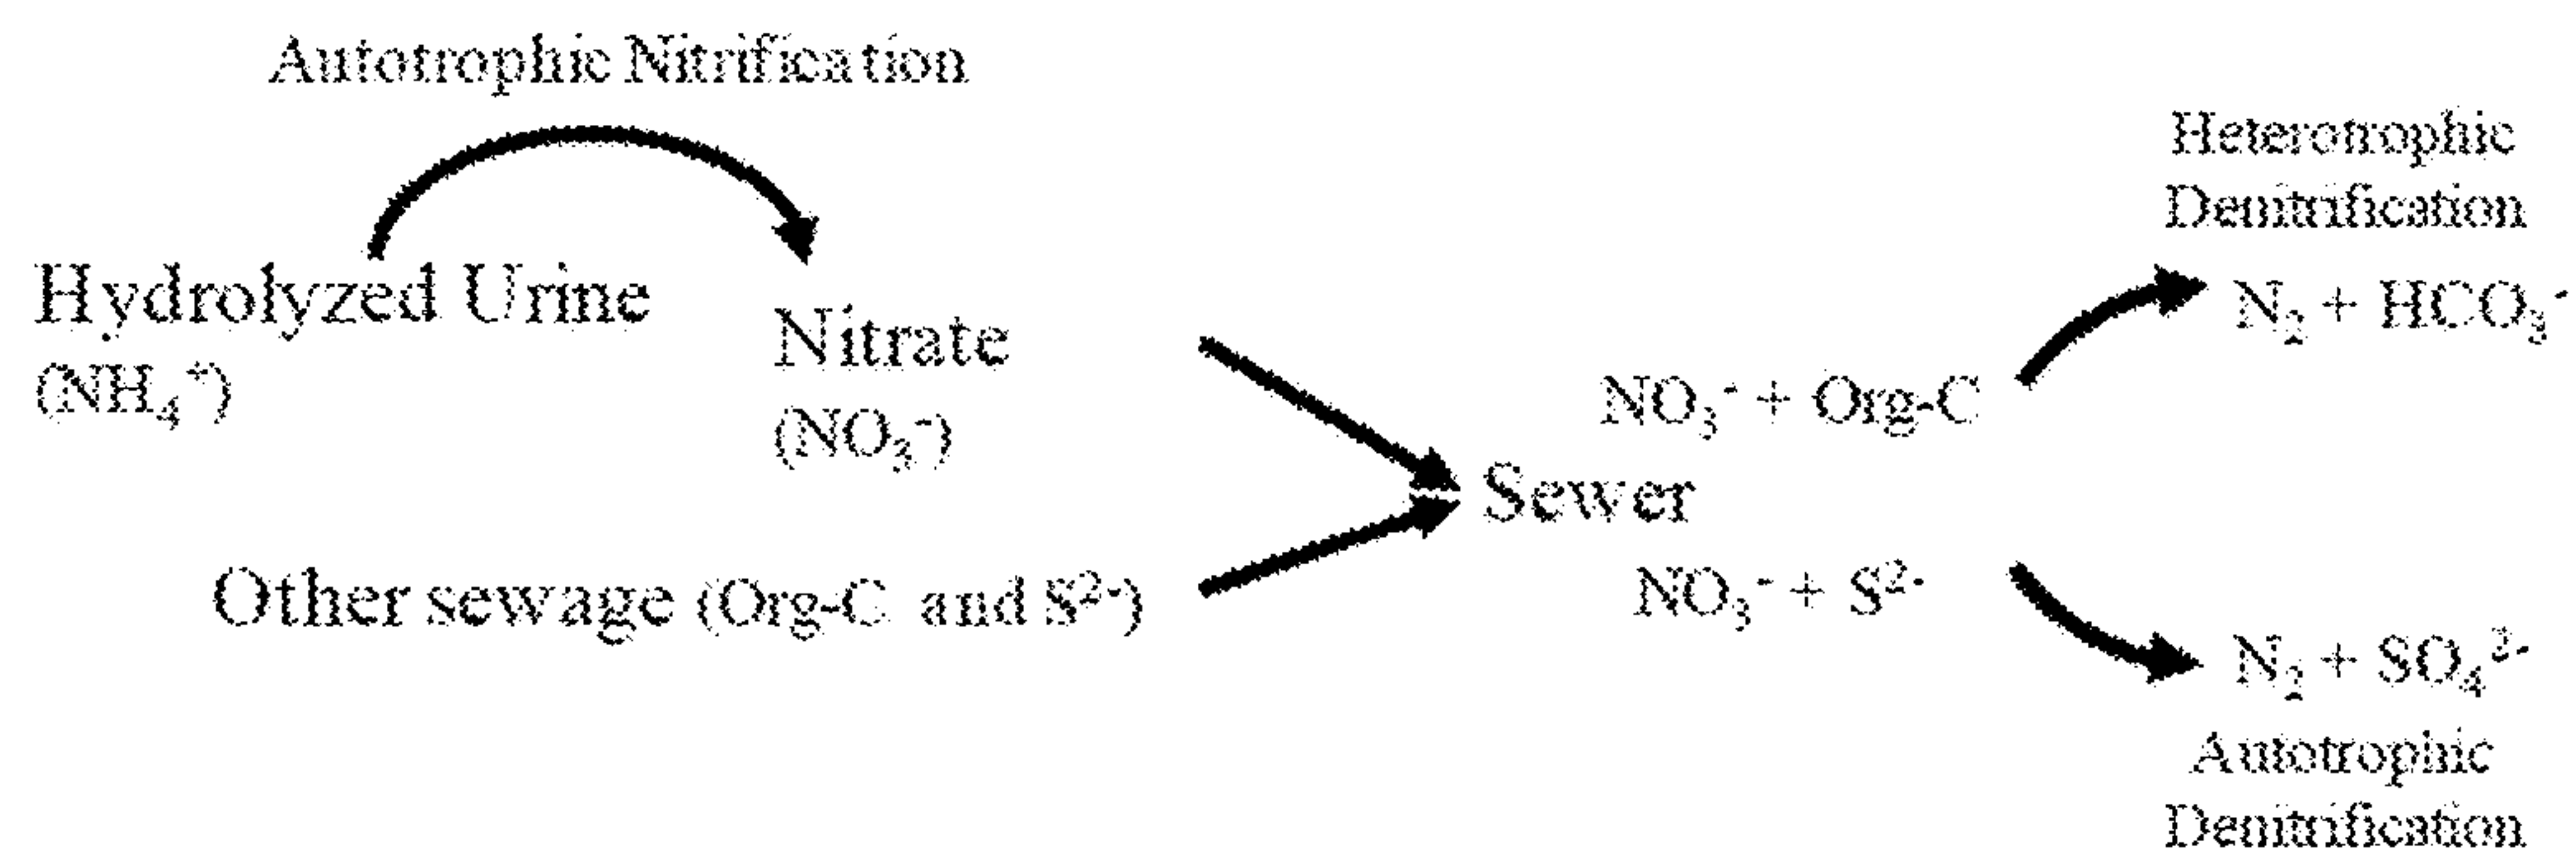 Autotrophic Nitrification
Hydrolyzed Urine
(NH₄⁺)
Nitrate
(NO₃⁻)
Other sewage (Org-C and S²⁻)
Sewer
NO₃⁻ + Org-C
NO₃⁻ + S²⁻
Heterotrophic
Denitrification
N₂ + HCO₃⁻
N₂ + SO₄²⁻
Autotrophic
Denitrification